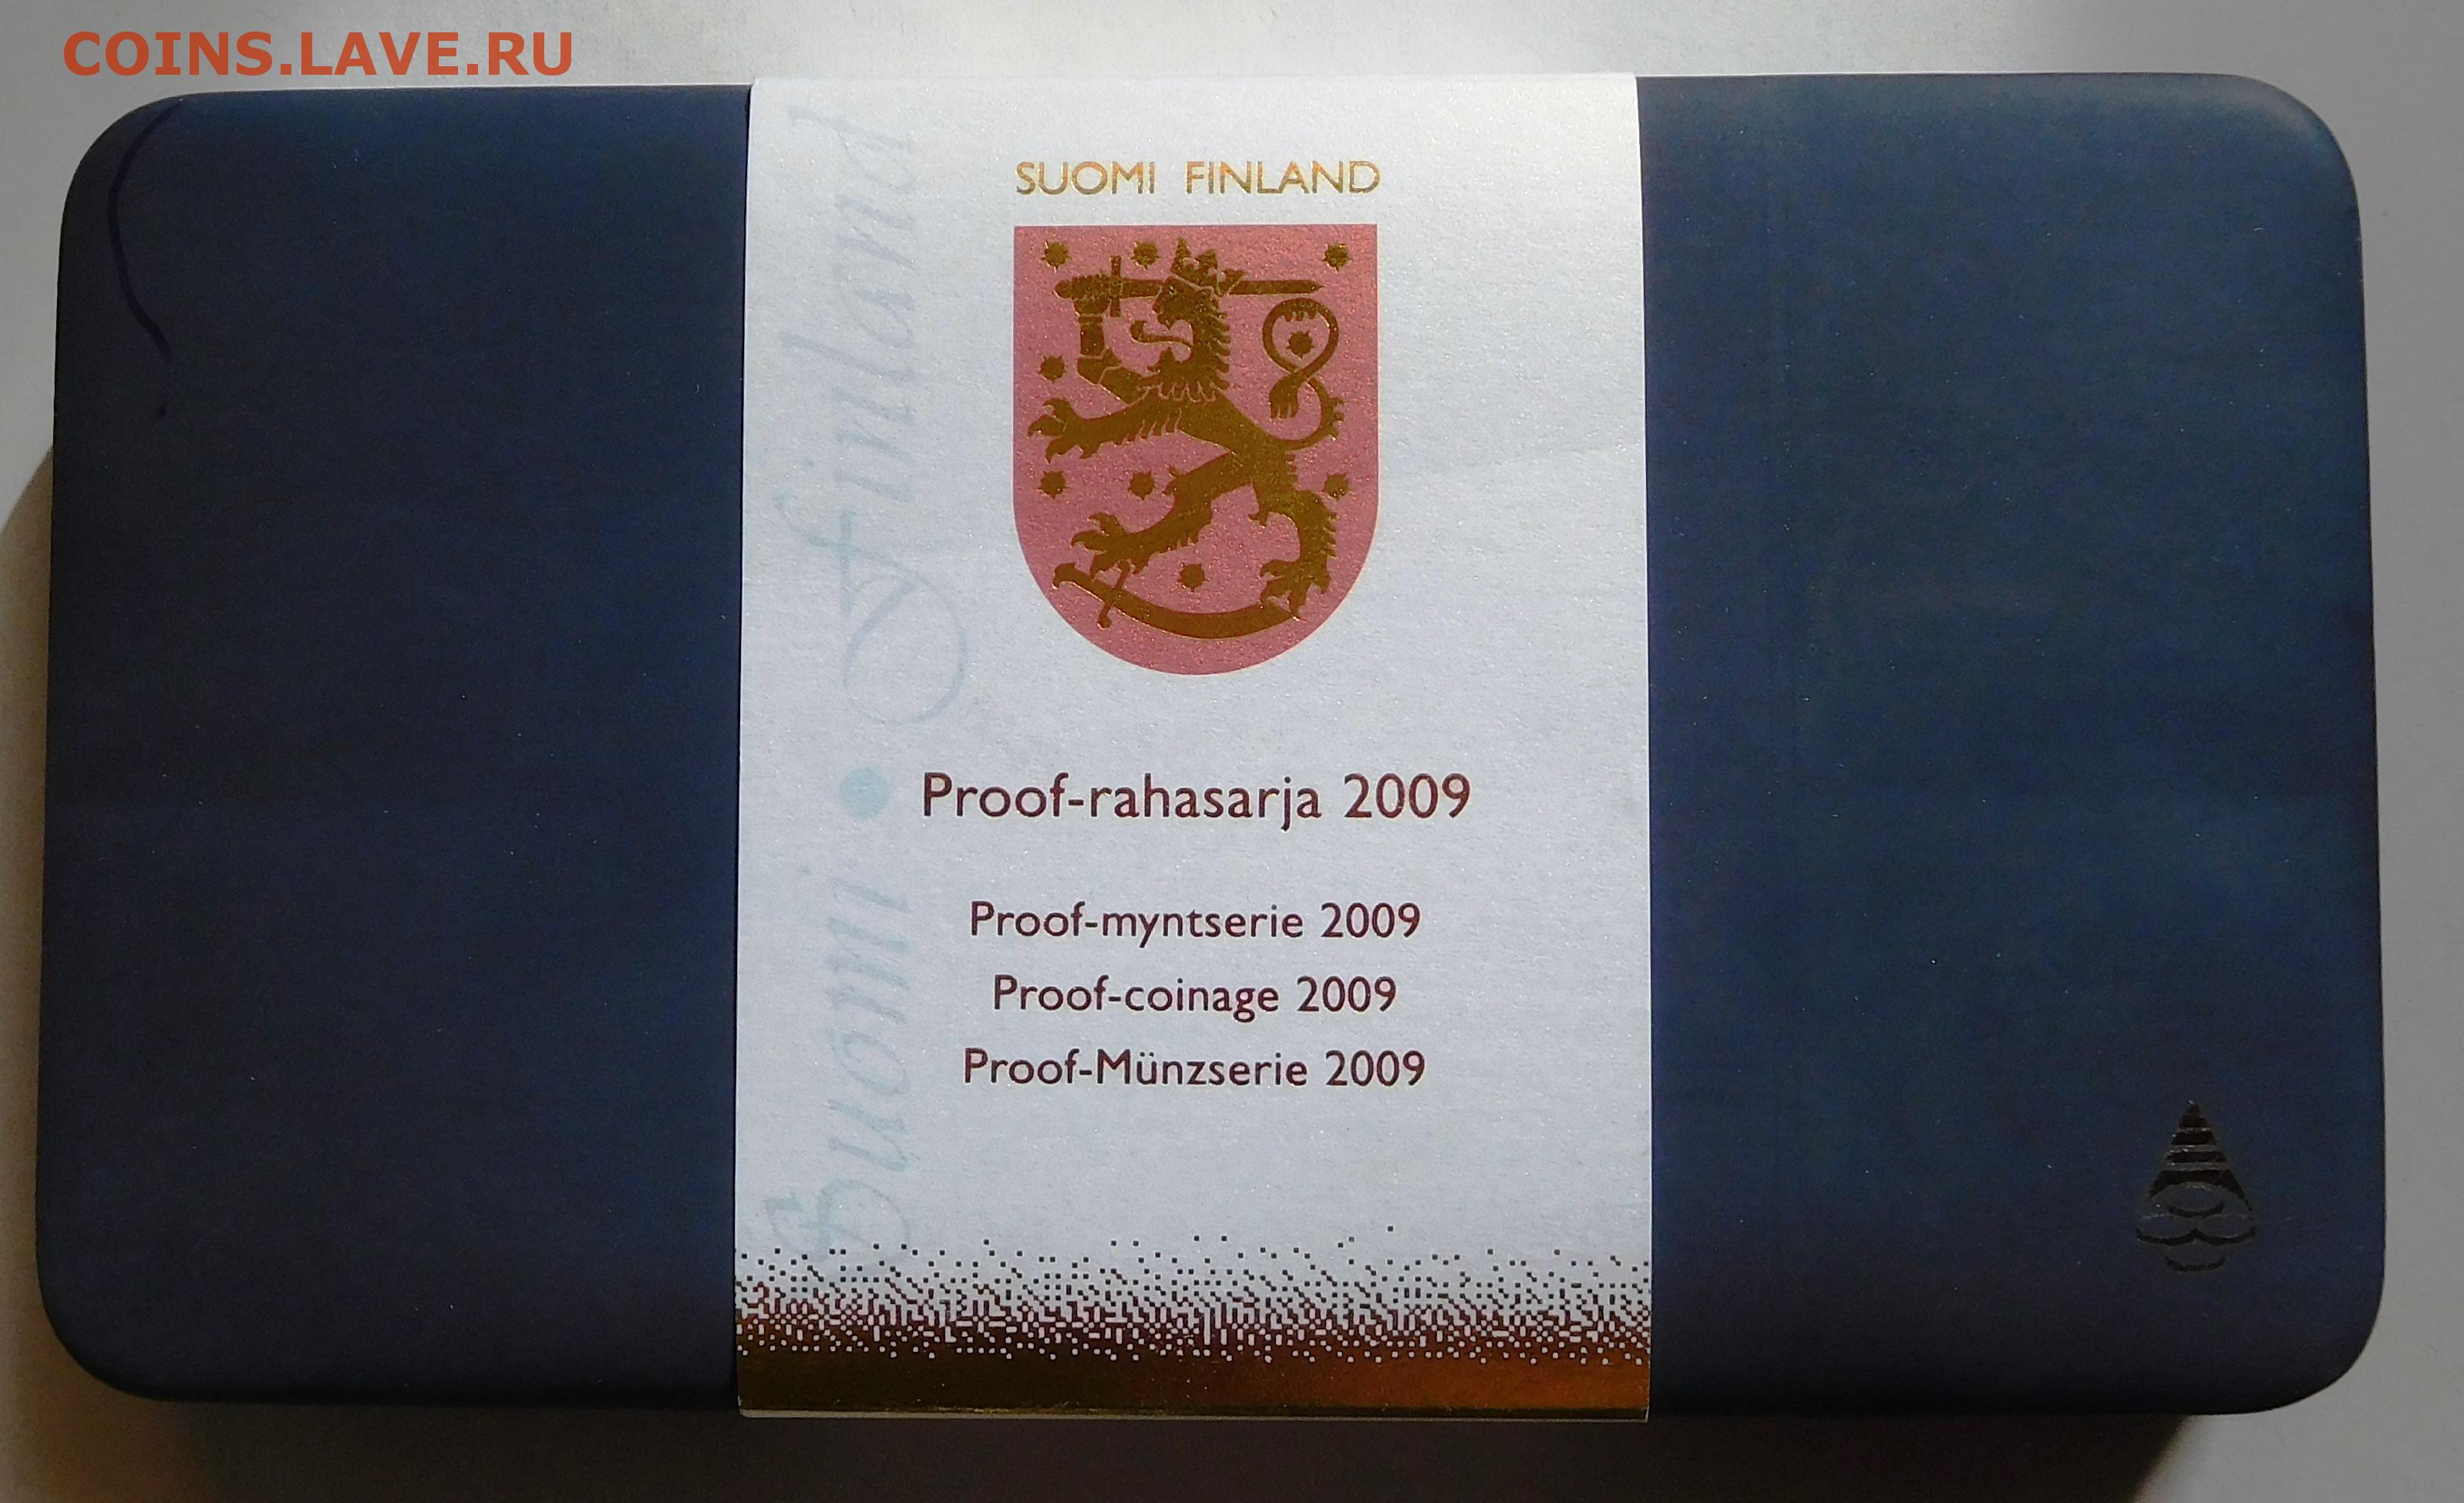 COINS.LAVE.RU
SUOMI FINLAND
Suomi • Finland
Proof-rahasarja 2009
Proof-myntserie 2009
Proof-coinage 2009
Proof-Münzserie 2009